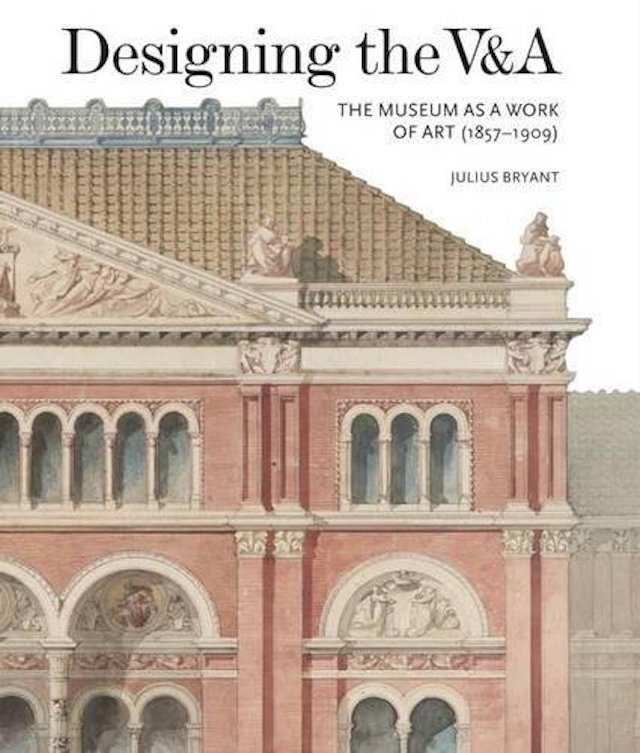 Designing the V&A
THE MUSEUM AS A WORK
OF ART (1857–1909)
JULIUS BRYANT